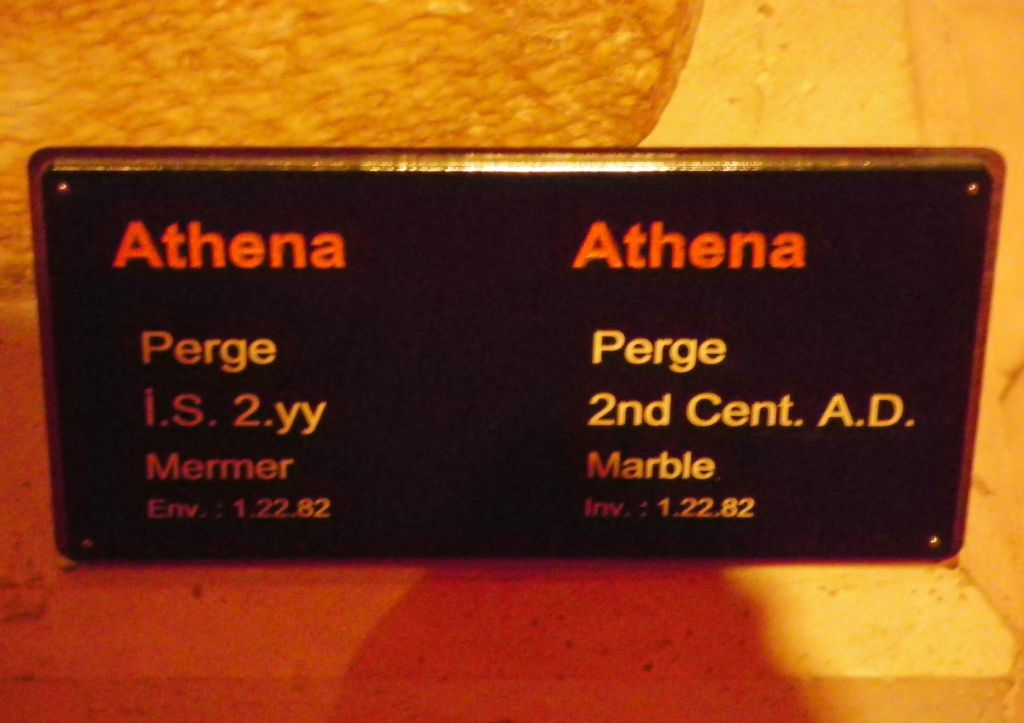 Athena
Perge
İ.S. 2.yy
Mermer
Env. : 1.22.82
Athena
Perge
2nd Cent. A.D.
Marble
Inv. : 1.22.82